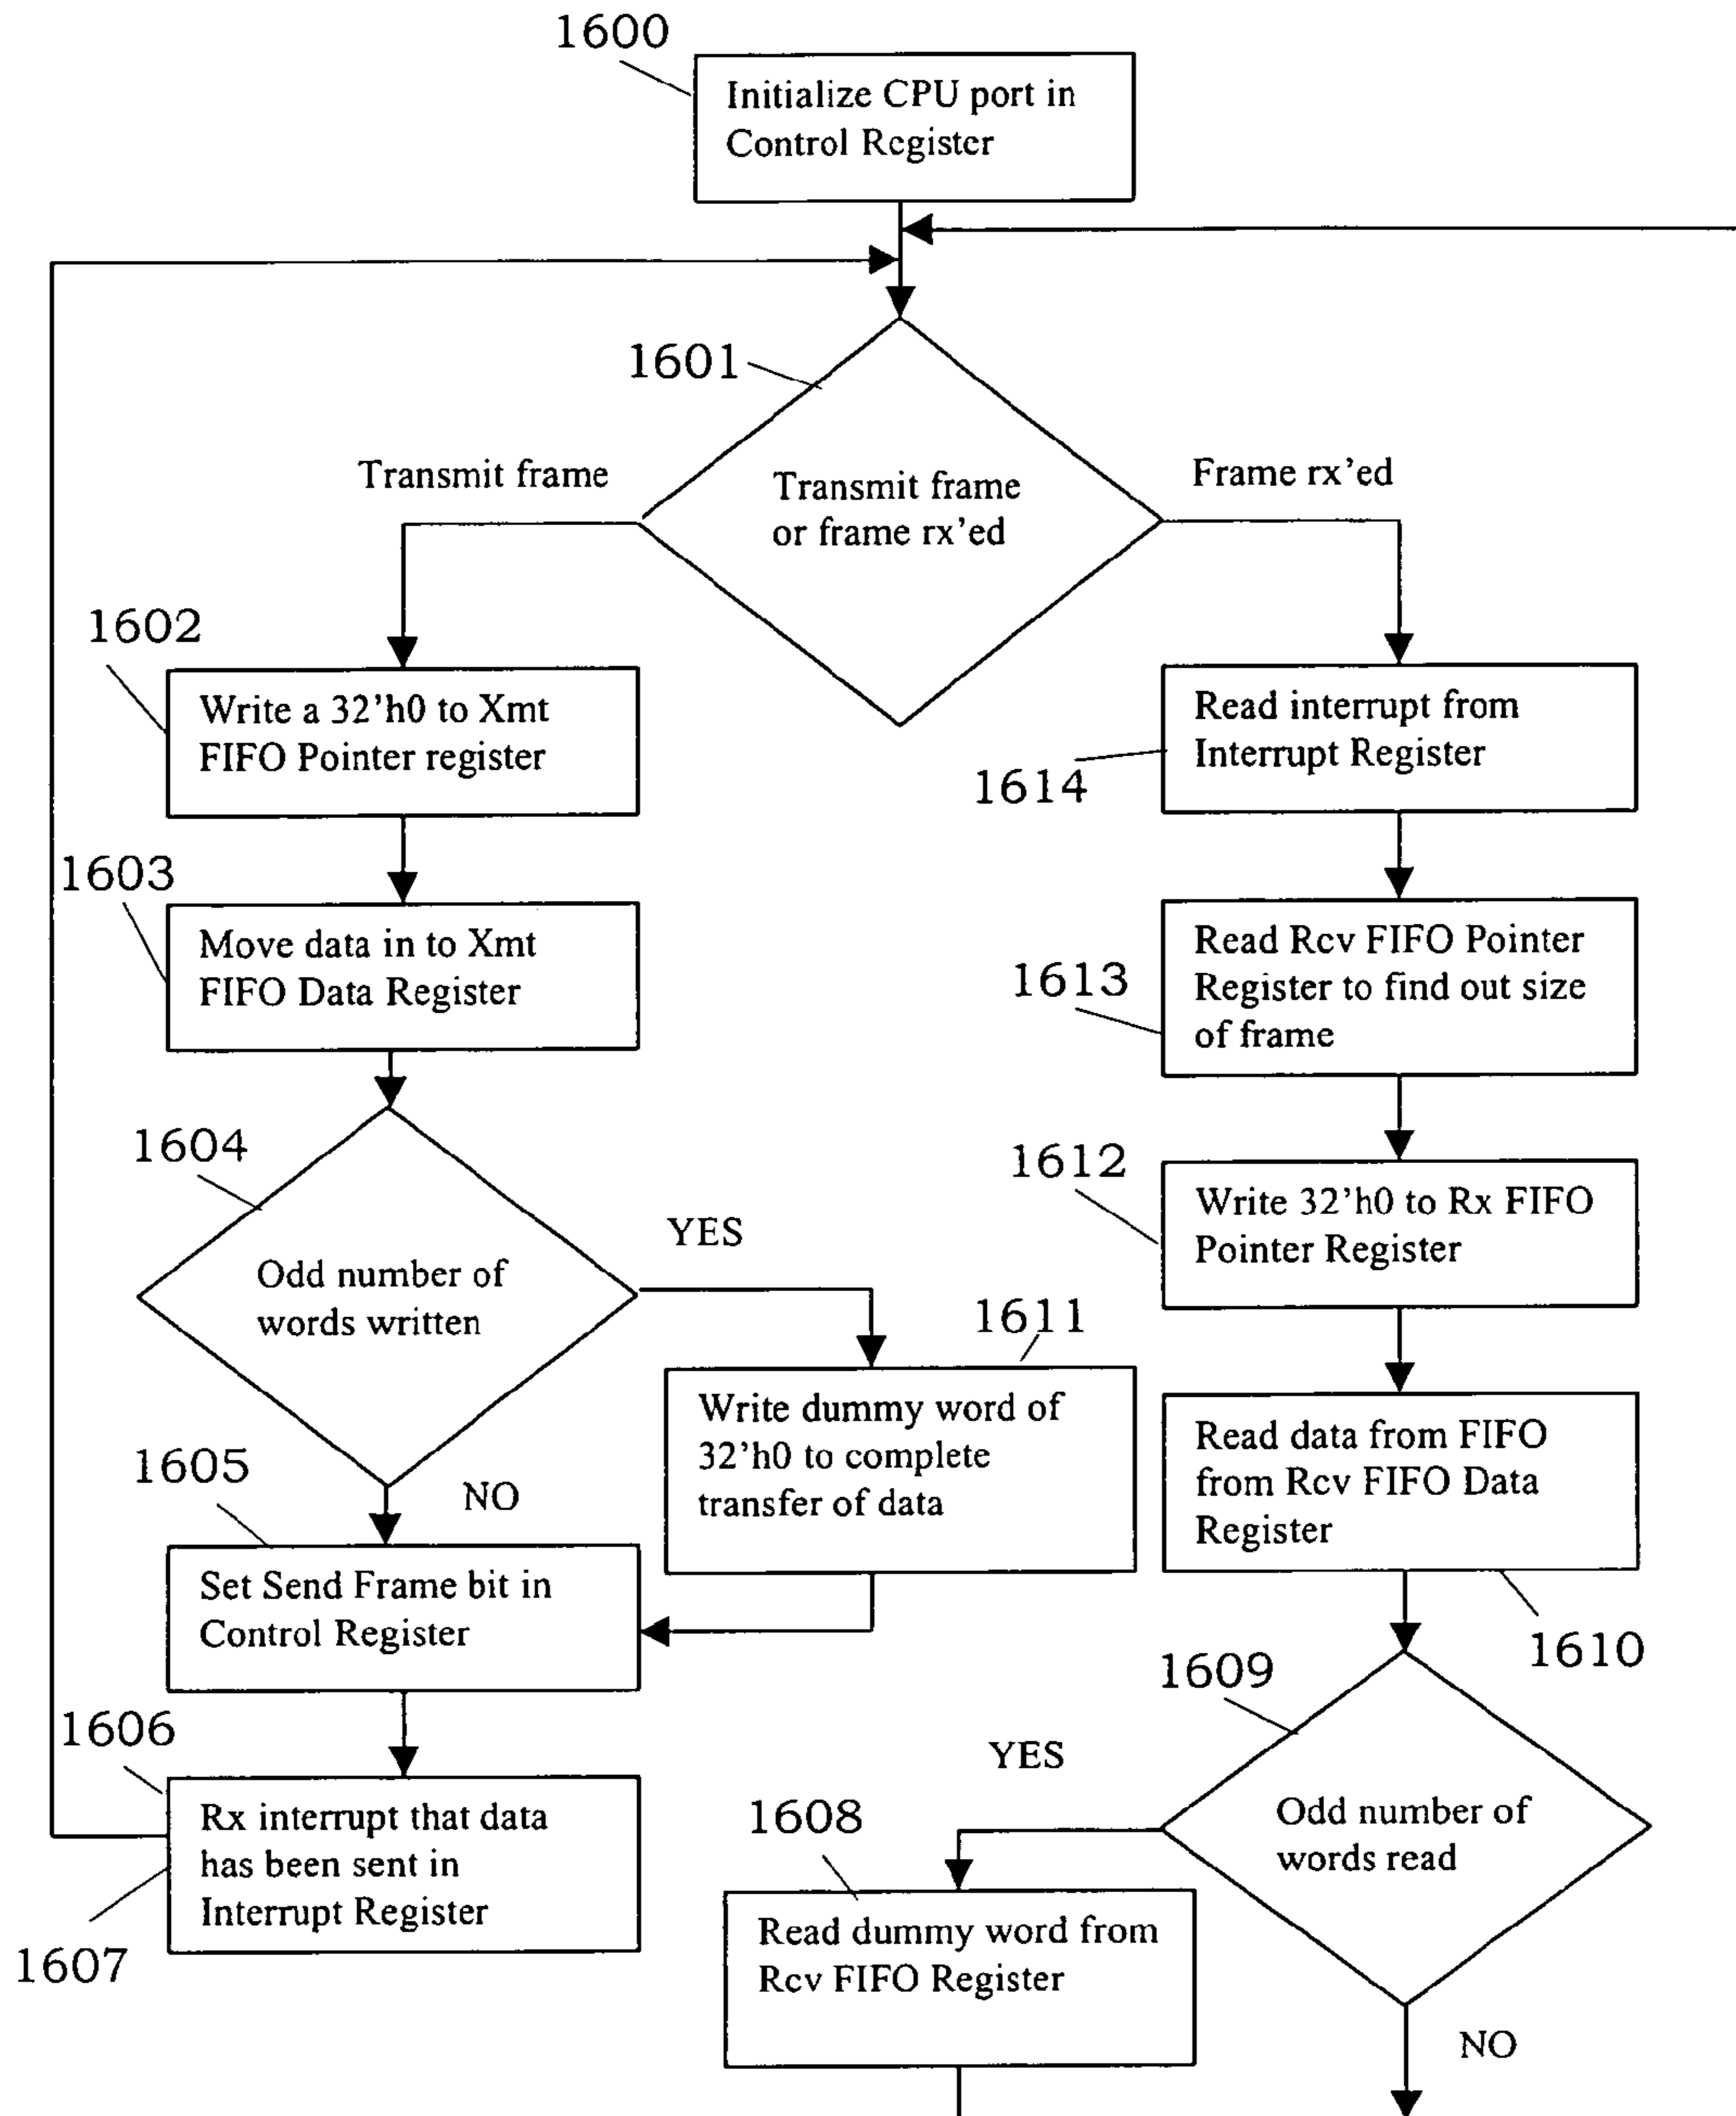 1600
Initialize CPU port in
Control Register
1601
Transmit frame
Transmit frame
or frame rx'ed
Frame rx'ed
1602
Write a 32'h0 to Xmt
FIFO Pointer register
1603
Move data in to Xmt
FIFO Data Register
1604
Odd number of
words written
YES
1611
Write dummy word of
32'h0 to complete
transfer of data
NO
1605
Set Send Frame bit in
Control Register
1606
Rx interrupt that data
has been sent in
Interrupt Register
1607
Read interrupt from
Interrupt Register
1614
Read Rcv FIFO Pointer
Register to find out size
of frame
1613
1612
Write 32'h0 to Rx FIFO
Pointer Register
Read data from FIFO
from Rcv FIFO Data
Register
1610
1609
Odd number of
words read
YES
1608
Read dummy word from
Rcv FIFO Register
NO